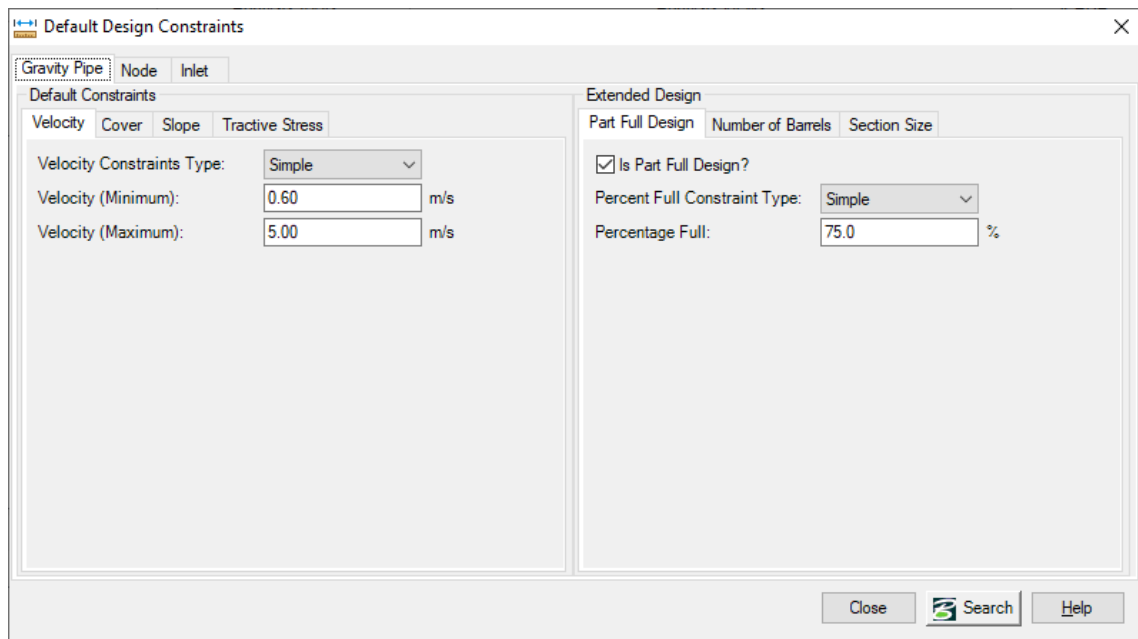 Default Design Constraints
Gravity Pipe Node Inlet
Default Constraints
Velocity Cover Slope Tractive Stress
Velocity Constraints Type: Simple
Velocity (Minimum): 0.60 m/s
Velocity (Maximum): 5.00 m/s
Extended Design
Part Full Design Number of Barrels Section Size
Is Part Full Design?
Percent Full Constraint Type: Simple
Percentage Full: 75.0 %
Close Search Help